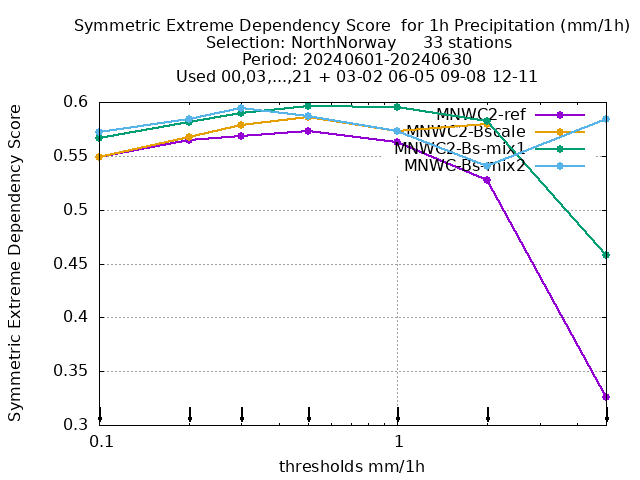 Symmetric Extreme Dependency Score for 1h Precipitation (mm/1h)
Selection: NorthNorway 33 stations
Period: 20240601-20240630
Used 00,03,...,21 + 03-02 06-05 09-08 12-11
Symmetric Extreme Dependency Score
0.6
0.55
0.5
0.45
0.4
0.35
0.3
MNWC2-ref
MNWC2-Bscale
MNWC2-Bs-mix1
MNWC-Bs-mix2
0.1
1
thresholds mm/1h